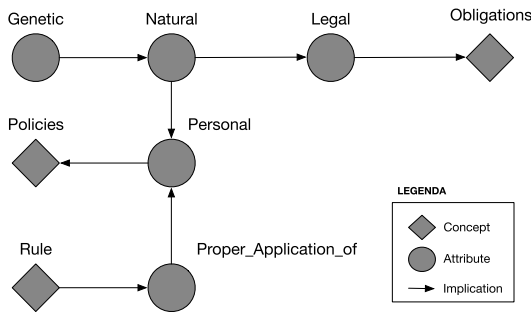 Genetic
Natural
Legal
Obligations
Policies
Personal
Rule
Proper_Application_of
LEGENDA
Concept
Attribute
Implication